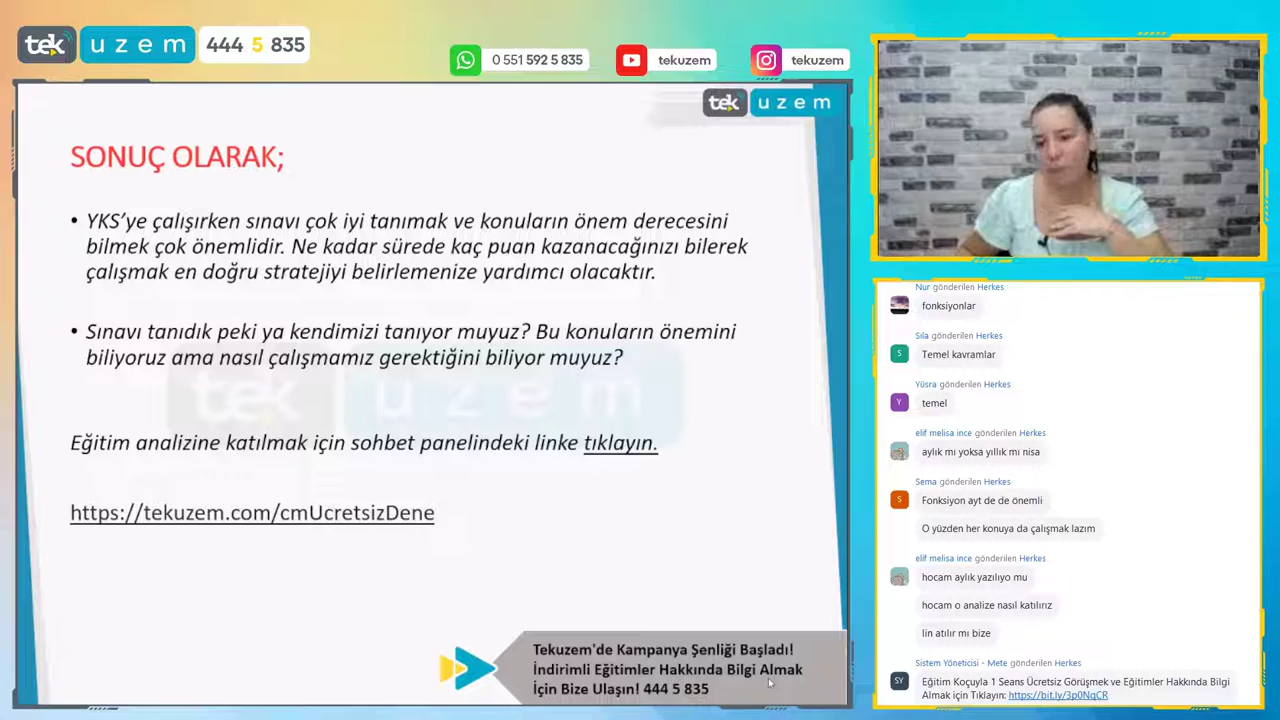 tek uzem 444 5 835
0 551 592 5 835
tekuzem
tekuzem
tek uzem
SONUÇ OLARAK;
• YKS’ye çalışırken sınavı çok iyi tanımak ve konuların önem derecesini
bilmek çok önemlidir. Ne kadar sürede kaç puan kazanacağınızı bilerek
çalışmak en doğru stratejiyi belirlemenize yardımcı olacaktır.
• Sınavı tanıdık peki ya kendimizi tanıyor muyuz? Bu konuların önemini
biliyoruz ama nasıl çalışmamız gerektiğini biliyor muyuz?
tek uzem
Eğitim analizine katılmak için sohbet panelindeki linke tıklayın.
https://tekuzem.com/cmUcretsizDene
Tekuzem'de Kampanya Şenliği Başladı!
İndirimli Eğitimler Hakkında Bilgi Almak
İçin Bize Ulaşın! 444 5 835
Nur gönderilen Herkes
fonksiyonlar
Sıla gönderilen Herkes
S
Temel kavramlar
Yüsra gönderilen Herkes
Y
temel
elif melisa ince gönderilen Herkes
aylık mı yoksa yıllık mı nisa
Sema gönderilen Herkes
S
Fonksiyon ayt de de önemli
O yüzden her konuya da çalışmak lazım
elif melisa ince gönderilen Herkes
hocam aylık yazılıyo mu
hocam o analize nasıl katılırız
lin atılır mı bize
Sistem Yöneticisi - Mete gönderilen Herkes
SY
Eğitim Koçuyla 1 Seans Ücretsiz Görüşmek ve Eğitimler Hakkında Bilgi
Almak için Tıklayın: https://bit.ly/3p0NqCR